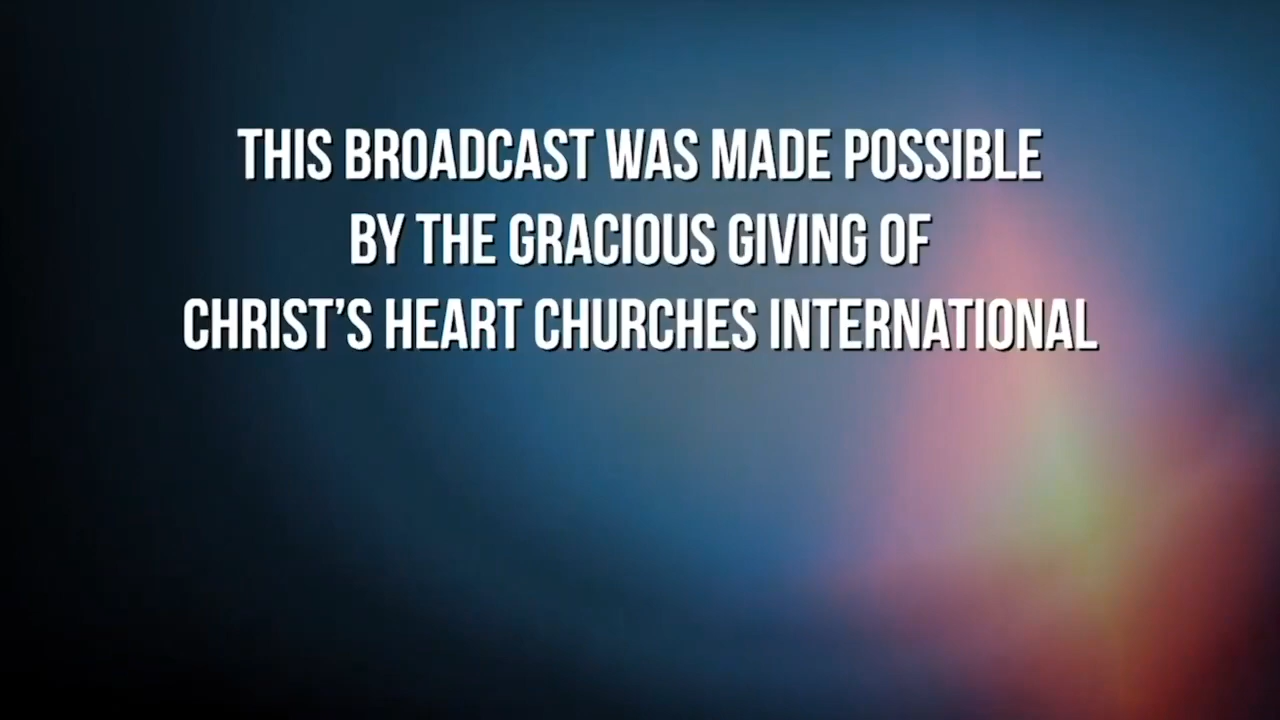 THIS BROADCAST WAS MADE POSSIBLE
BY THE GRACIOUS GIVING OF
CHRIST’S HEART CHURCHES INTERNATIONAL